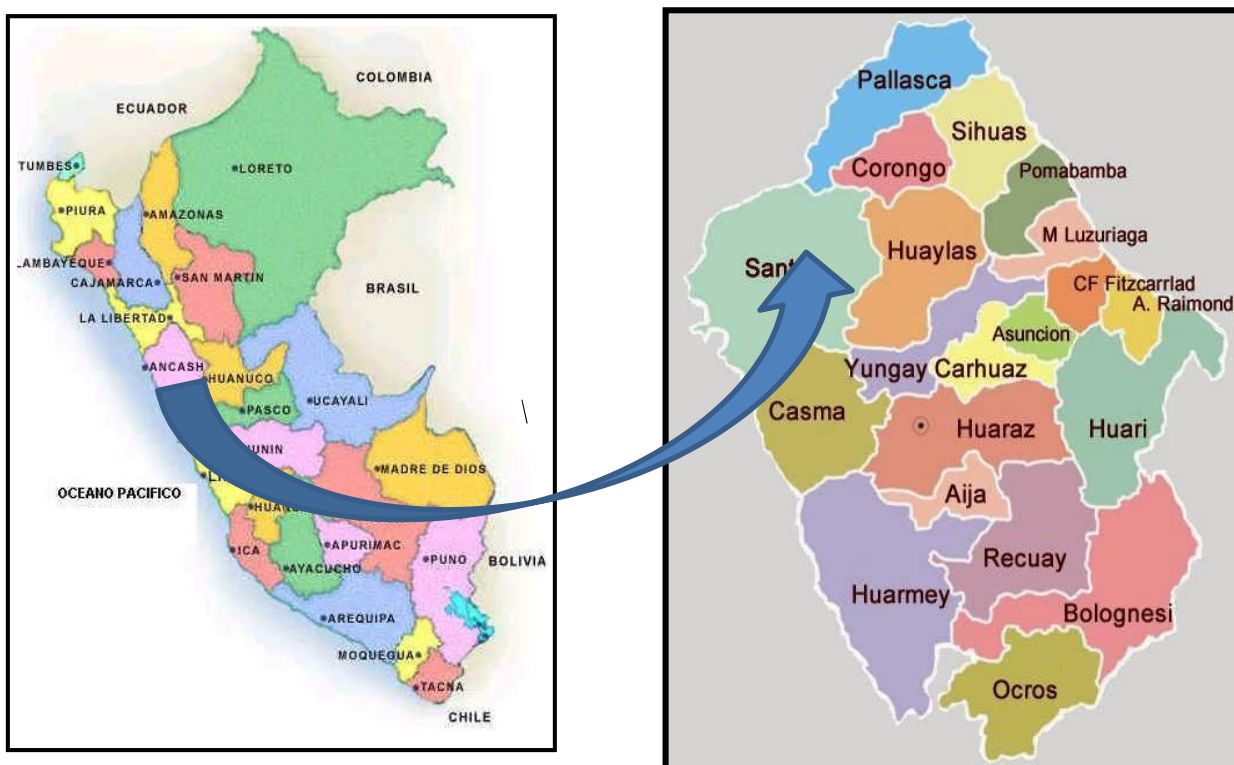 COLOMBIA
ECUADOR
TUMBES
LORETO
PIURA
AMAZONAS
LAMBAYEQUE
SAN MARTIN
CAJAMARCA
BRASIL
LA LIBERTAD
ANCASH
HUANUCO
UCAYALI
PASCO
MADRE DE DIOS
OCEANO PACIFICO
ICA
APURIMAC
PUNO
BOLIVIA
AYACUCHO
AREQUIPA
MOQUEGUA
TACNA
CHILE
Pallasca
Sihuas
Corongo
Pomabamba
M Luzuriaga
Huaylas
Sant
CF Fitzcarrlad
A. Raimond
Asuncion
Yungay
Carhuaz
Casma
Huaraz
Huari
Aija
Recuay
Huarmey
Bolognesi
Ocros